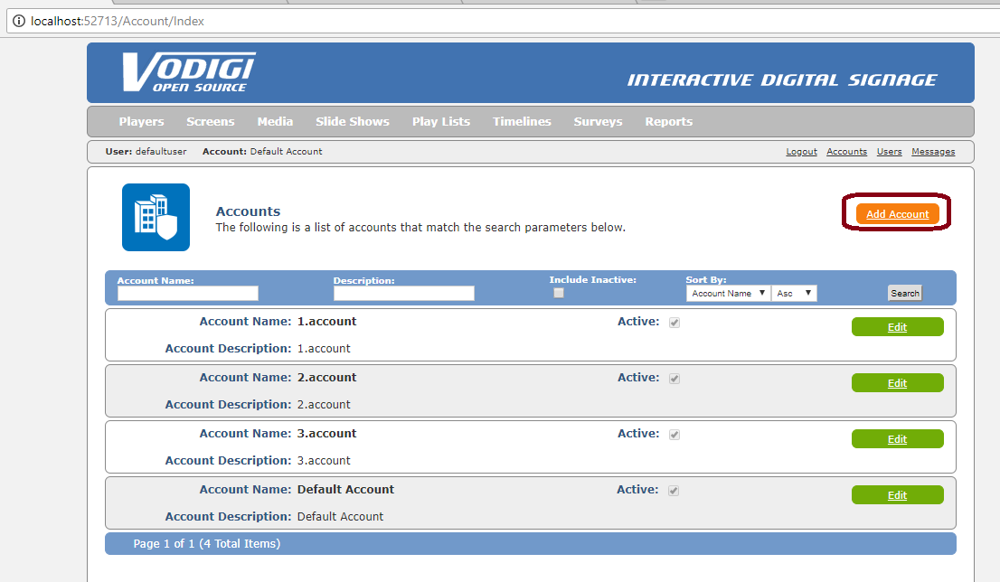 localhost:52713/Account/Index
VODIGI
OPEN SOURCE
INTERACTIVE DIGITAL SIGNAGE
Players Screens Media Slide Shows Play Lists Timelines Surveys Reports
User: defaultuser Account: Default Account Logout Accounts Users Messages
Accounts
The following is a list of accounts that match the search parameters below.
Add Account
Account Name: Description: Include Inactive: Sort By:
Account Name Asc Search
Account Name: 1.account Active: Edit
Account Description: 1.account
Account Name: 2.account Active: Edit
Account Description: 2.account
Account Name: 3.account Active: Edit
Account Description: 3.account
Account Name: Default Account Active: Edit
Account Description: Default Account
Page 1 of 1 (4 Total Items)